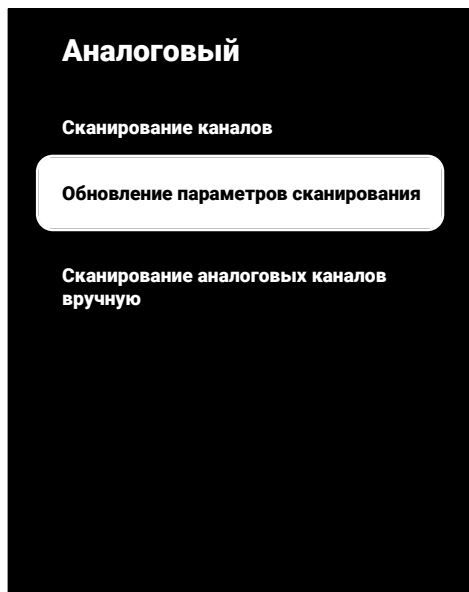 Аналоговый
Сканирование каналов
Обновление параметров сканирования
Сканирование аналоговых каналов
вручную